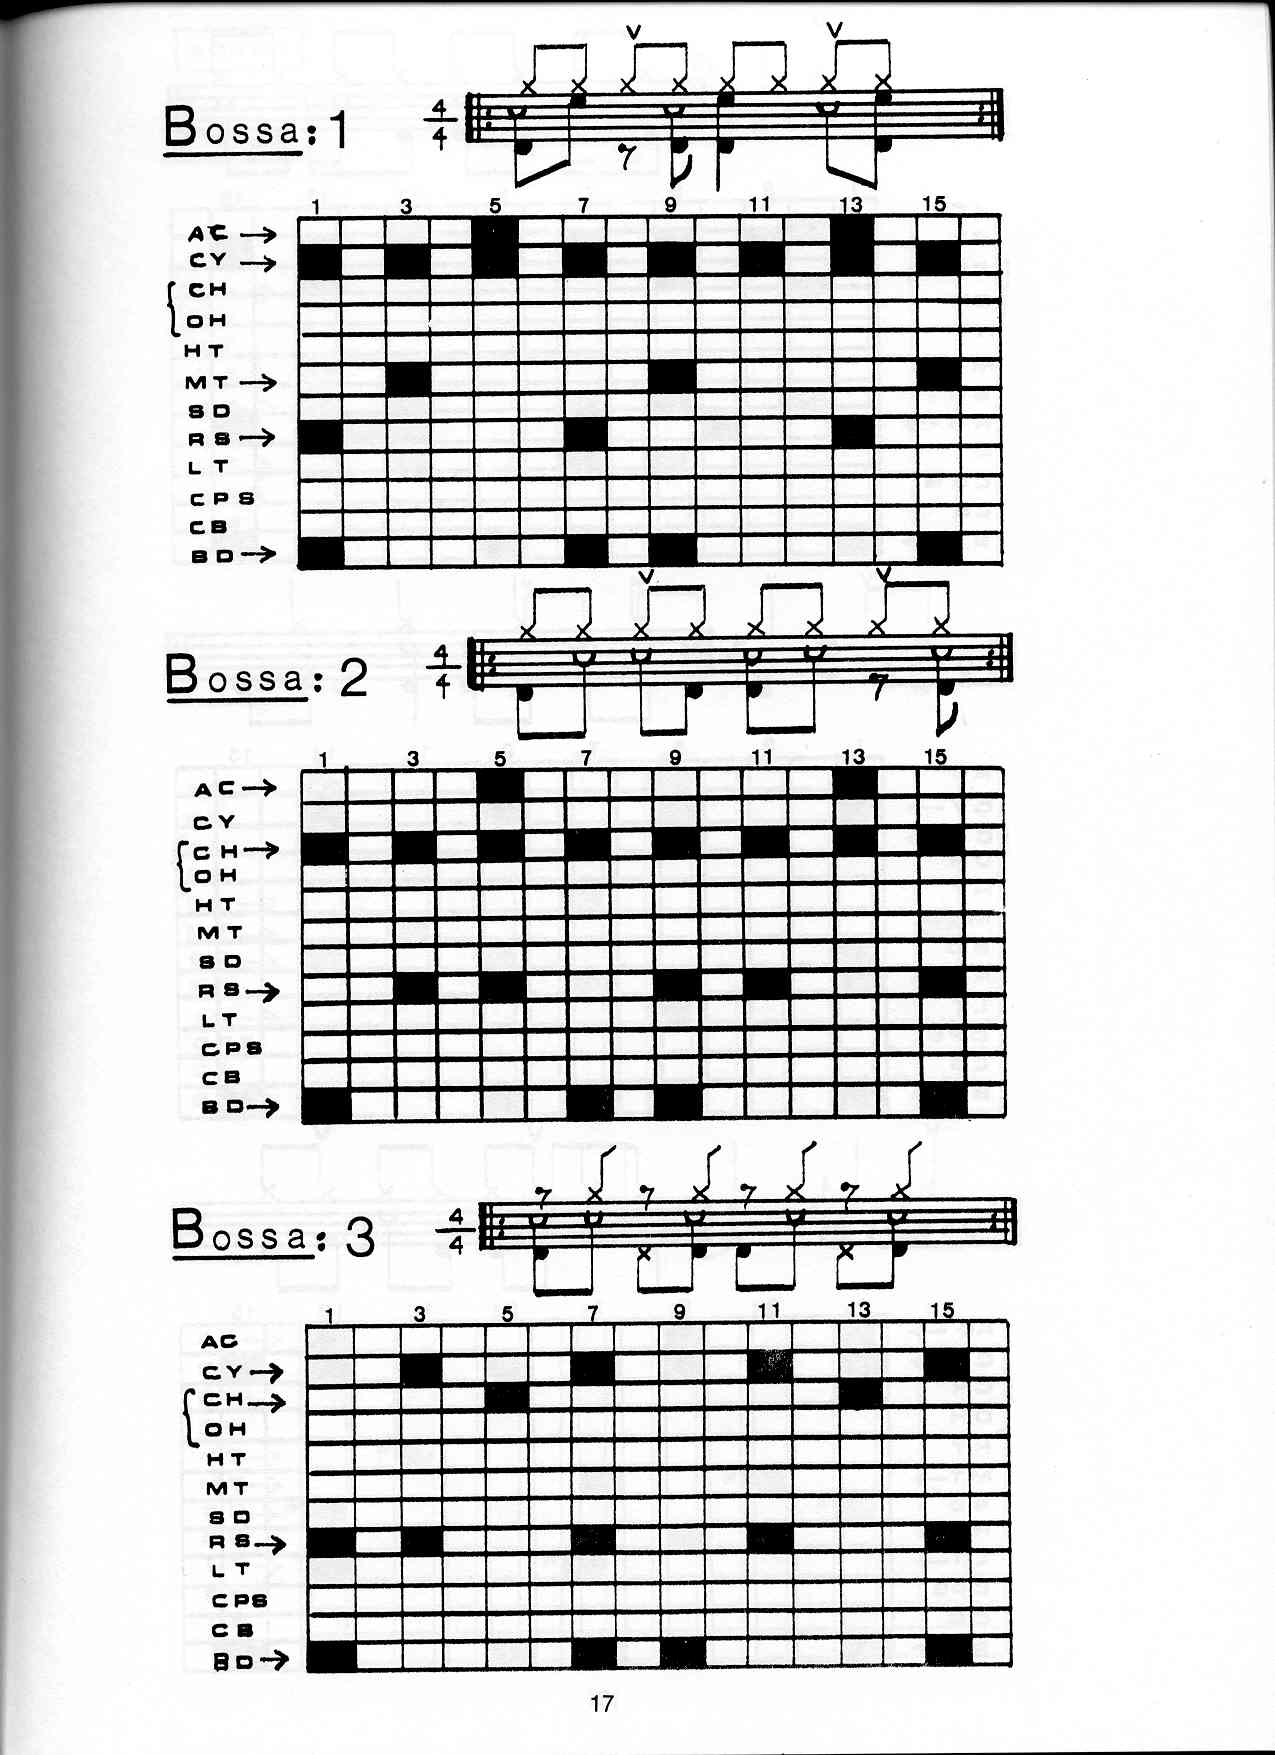 Bossa: 1
4
4
1 3 5 7 9 11 13 15
AC →
CY →
CH
OH
HT
MT →
SD
RS →
LT
CPS
CB
BD →
Bossa: 2
4
4
1 3 5 7 9 11 13 15
AC →
CY
CH →
OH
HT
MT
SD
RS →
LT
CPS
CB
BD →
Bossa: 3
4
4
1 3 5 7 9 11 13 15
AC
CY →
CH →
OH
HT
MT
SD
RS →
LT
CPS
CB
BD →
17